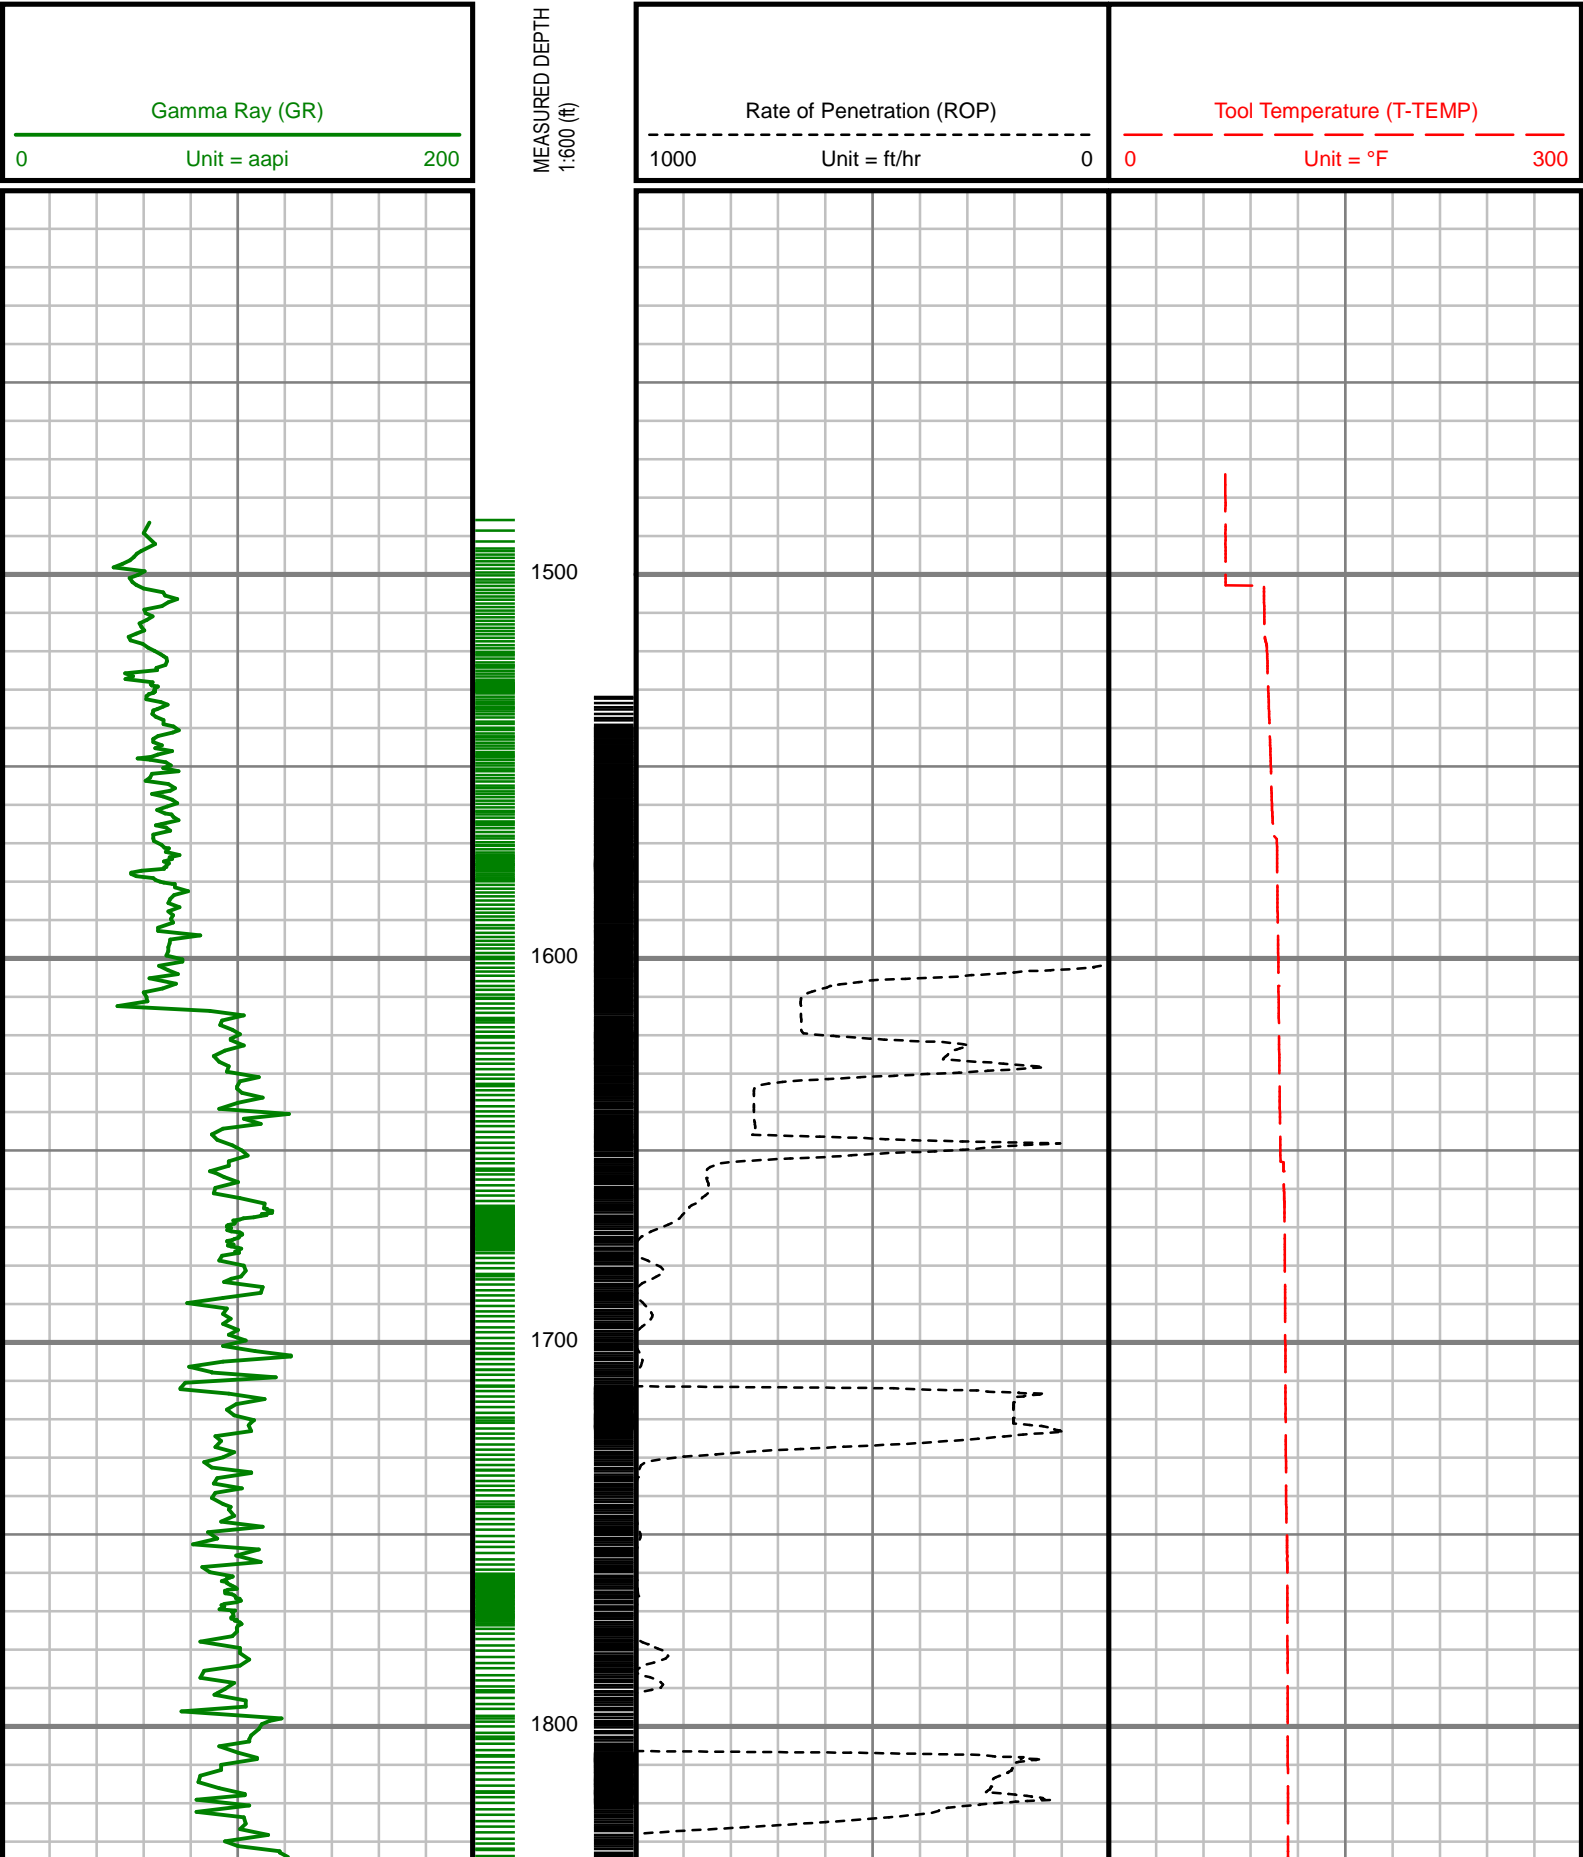 Gamma Ray (GR)
0 Unit = aapi 200
MEASURED DEPTH
1:600 (ft)
Rate of Penetration (ROP)
1000 Unit = ft/hr 0
Tool Temperature (T-TEMP)
0 Unit = °F 300
1500
1600
1700
1800